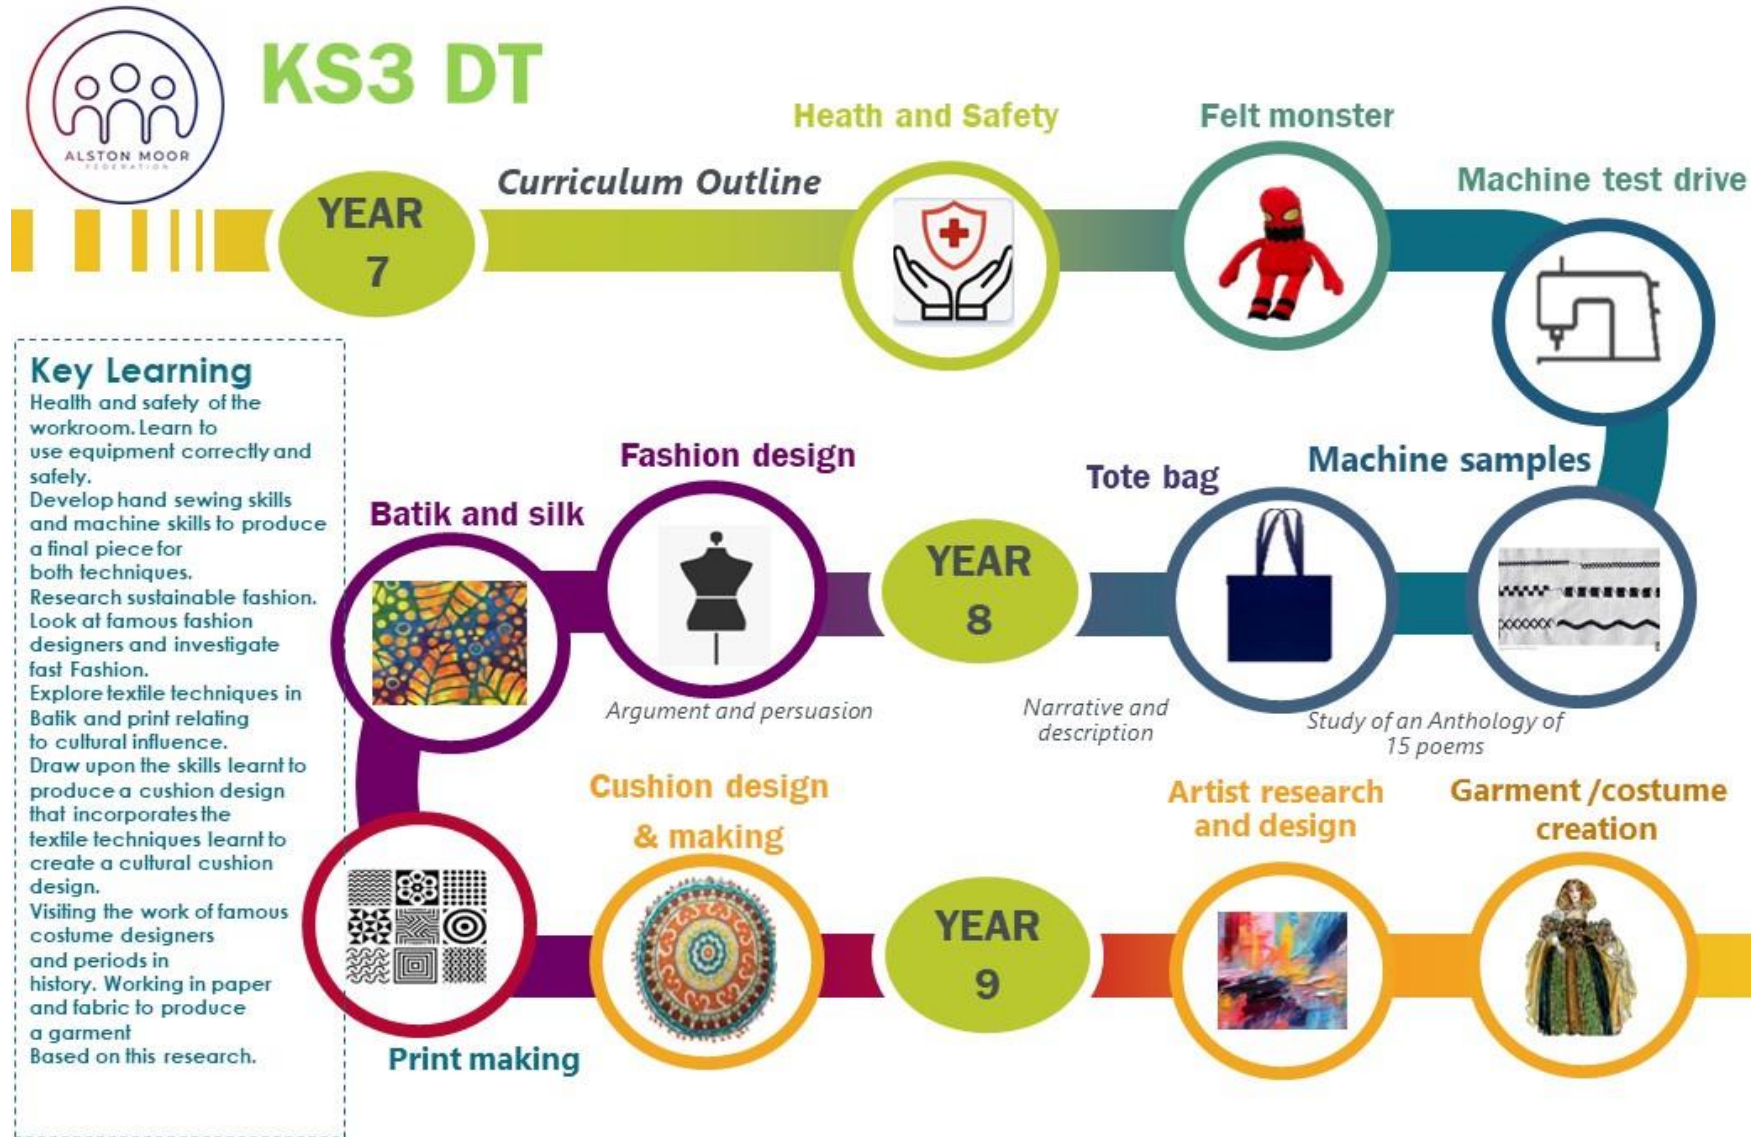 ALSTON MOOR
FEDERATION
KS3 DT
Curriculum Outline
YEAR
7
Heath and Safety
Felt monster
Machine test drive
Key Learning
Health and safety of the
workroom. Learn to
use equipment correctly and
safely.
Develop hand sewing skills
and machine skills to produce
a final piece for
both techniques.
Research sustainable fashion.
Look at famous fashion
designers and investigate
fast Fashion.
Explore textile techniques in
Batik and print relating
to cultural influence.
Draw upon the skills learnt to
produce a cushion design
that incorporates the
textile techniques learnt to
create a cultural cushion
design.
Visiting the work of famous
costume designers
and periods in
history. Working in paper
and fabric to produce
a garment
Based on this research.
Machine samples
Tote bag
YEAR
8
Fashion design
Batik and silk
Argument and persuasion
Narrative and
description
Study of an Anthology of
15 poems
Print making
Cushion design
& making
YEAR
9
Artist research
and design
Garment /costume
creation